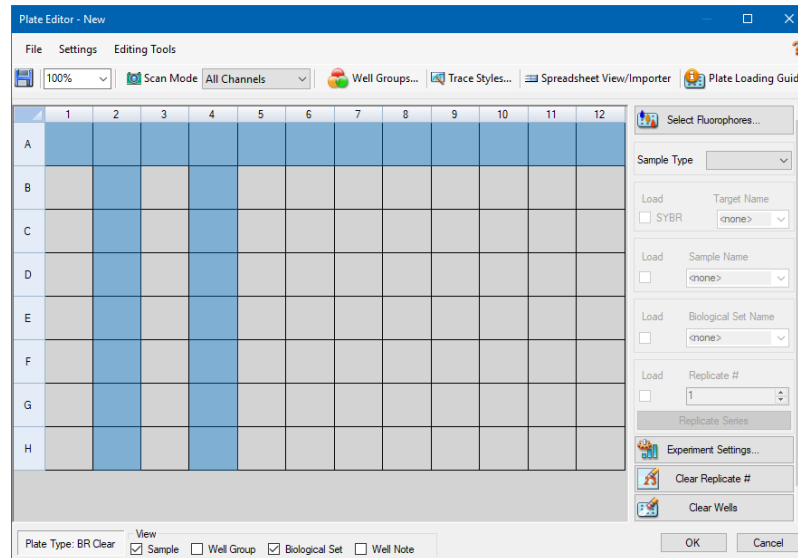 Plate Editor - New
File Settings Editing Tools
?
100% Scan Mode All Channels Well Groups... Trace Styles... Spreadsheet View/Importer Plate Loading Guid
1 2 3 4 5 6 7 8 9 10 11 12
A
B
C
D
E
F
G
H
Select Fluorophores...
Sample Type
Load Target Name
SYBR <none>
Load Sample Name
<none>
Load Biological Set Name
<none>
Load Replicate #
1
Replicate Series
Experiment Settings...
Clear Replicate #
Clear Wells
Plate Type: BR Clear
View
Sample Well Group Biological Set Well Note
OK Cancel